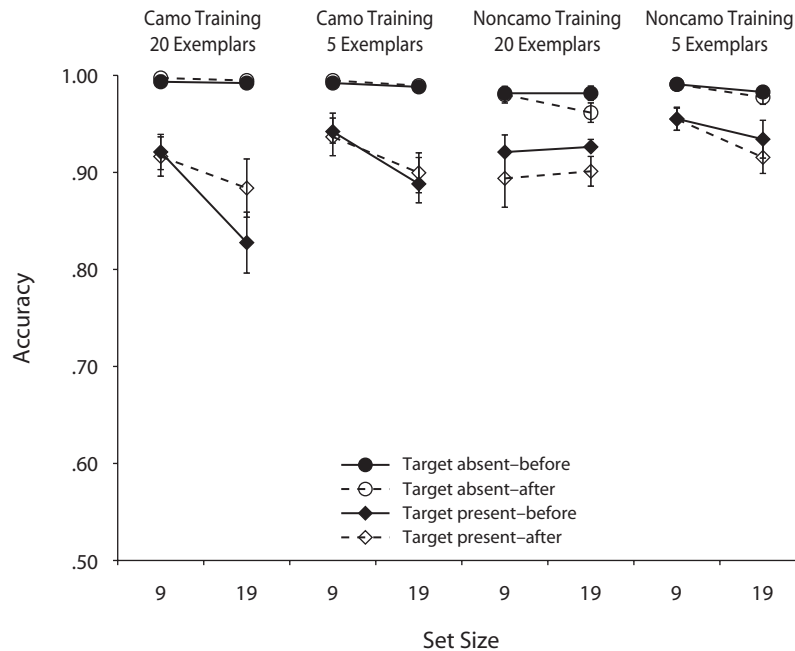 Camo Training
20 Exemplars
Camo Training
5 Exemplars
Noncamo Training
20 Exemplars
Noncamo Training
5 Exemplars
1.00
.90
.80
.70
.60
.50
Accuracy
Target absent–before
Target absent–after
Target present–before
Target present–after
9 19 9 19 9 19 9 19
Set Size